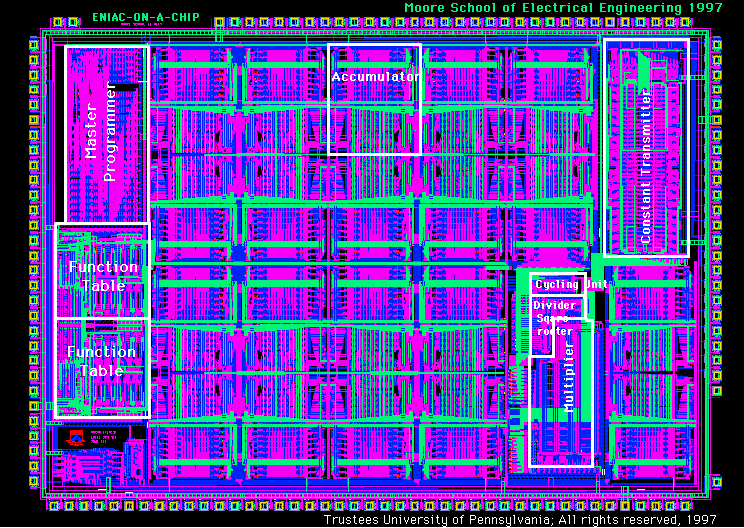 Moore School of Electrical Engineering 1997
ENIAC-ON-A-CHIP
Accumulator
Master
Programmer
Constant Transmitter
Function
Table
Cycling Unit
Divider
Sqare
rooter
Function
Table
Multiplier
Trustees University of Pennsylvania; All rights reserved, 1997